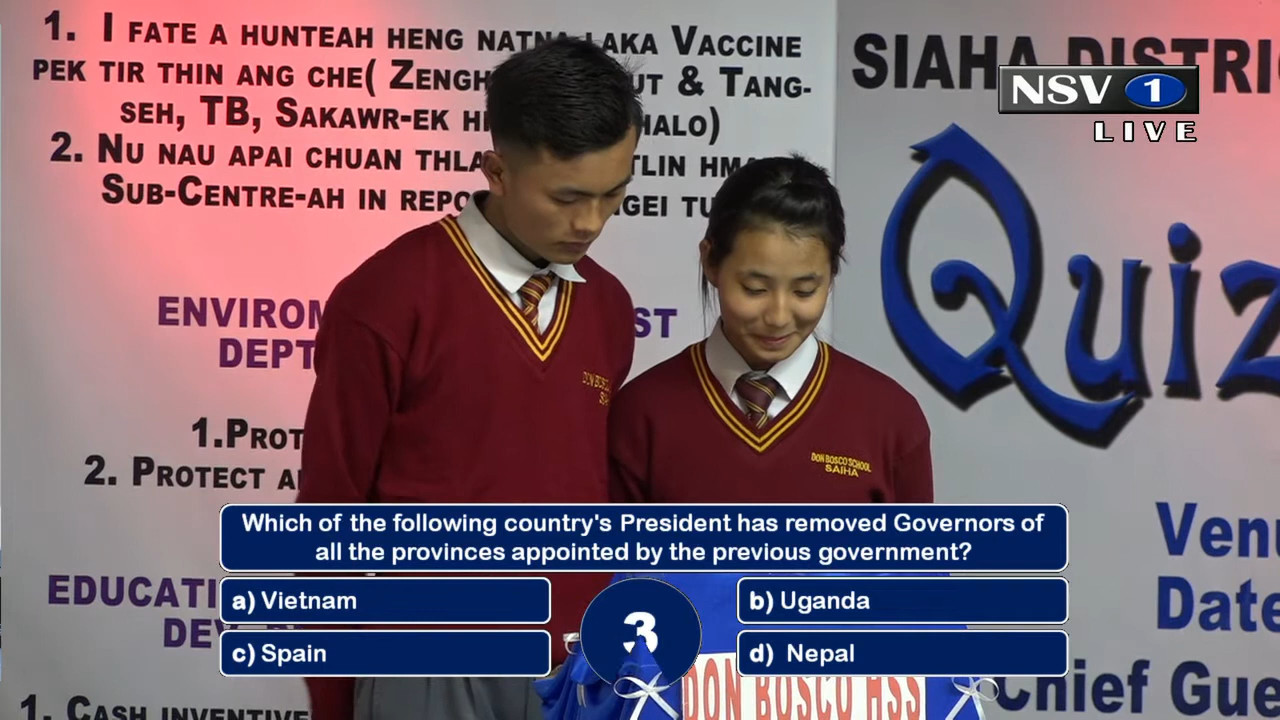 1. I FATE A HUNTEAH HENG NATNA LAKA VACCINE
PEK TIR THIN ANG CHE( ZENGH UT & TANG-
SEH, TB, SAKAWR-EK HI HALO)
2. NU NAU APAI CHUAN THLA TLIN HMA
SUB-CENTRE-AH IN REPO NGEI TU
ENVIRON ST
DEPT
1.PROT
2. PROTECT A
EDUCATI
DEV
1. CASH INVENTIVE
SIAHA DISTRI
NSV 1
LIVE
Quiz
Venu
Date
Chief Gue
DON BOSCO
DON BOSCO SCHOOL
SAIHA
Which of the following country's President has removed Governors of
all the provinces appointed by the previous government?
a) Vietnam
b) Uganda
3
c) Spain
d) Nepal
DON BOSCO HSS